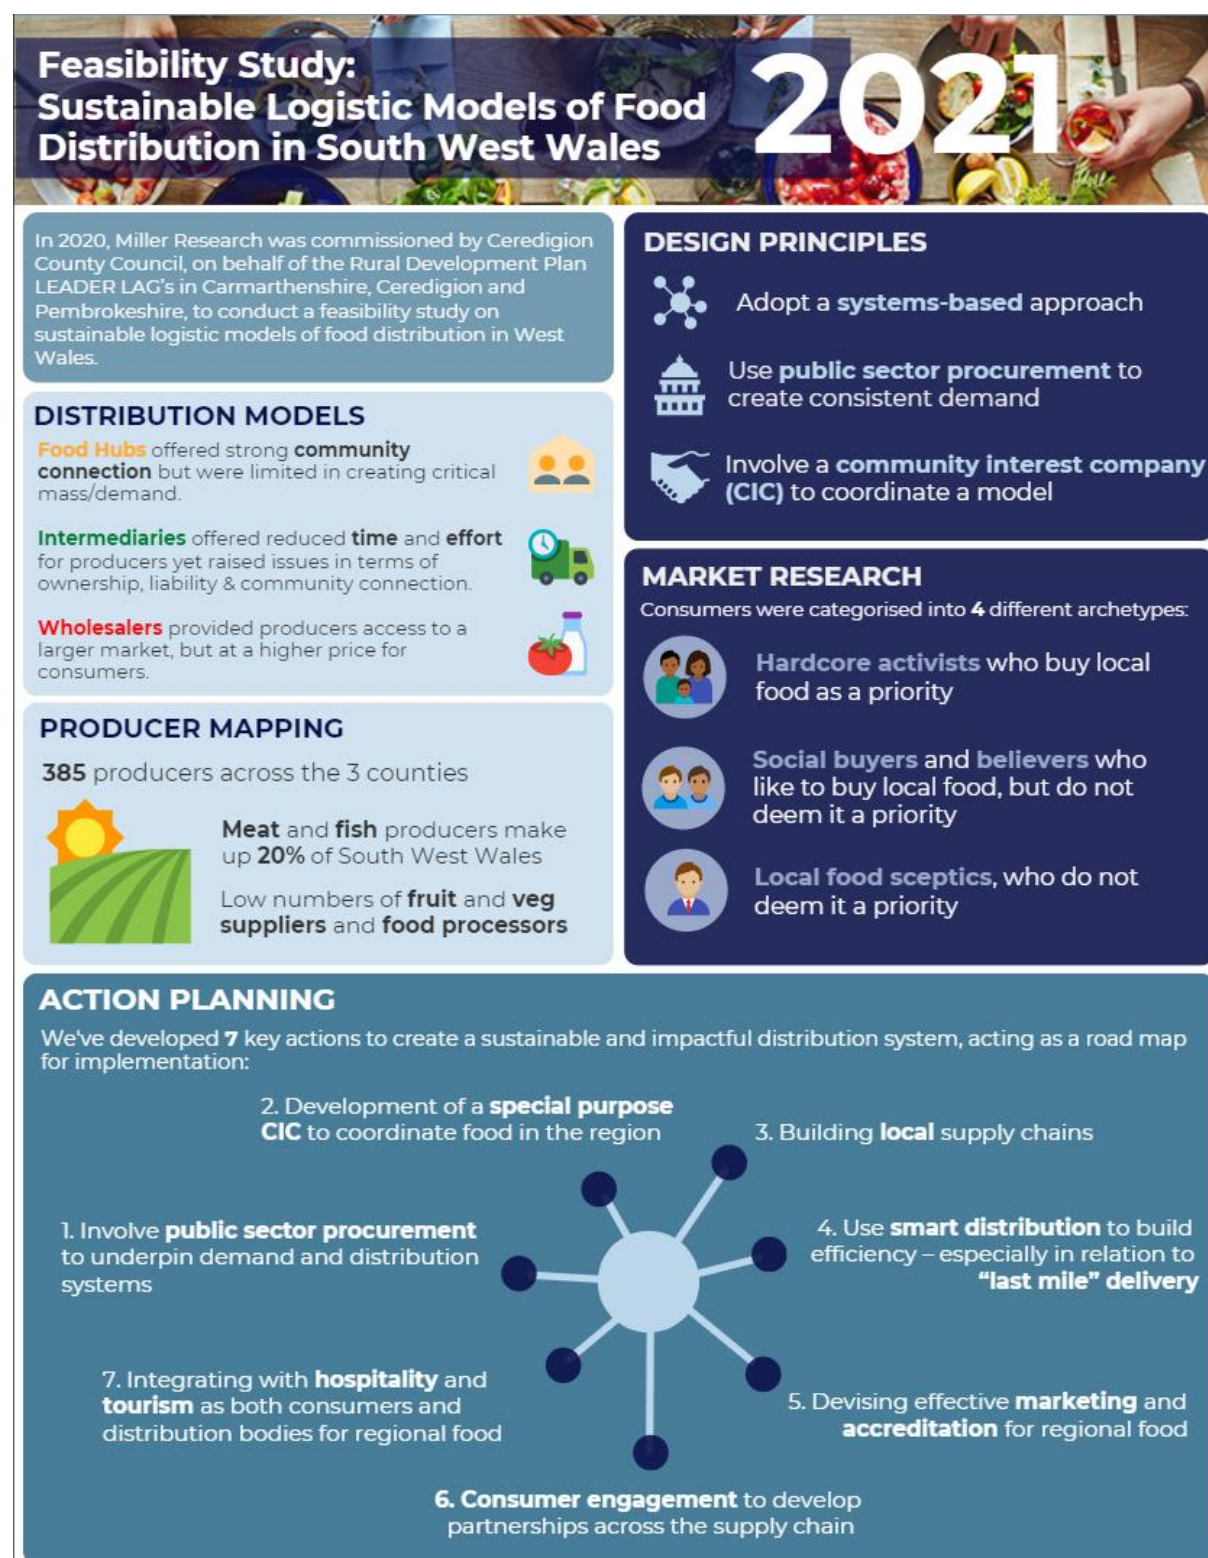 Feasibility Study:
Sustainable Logistic Models of Food
Distribution in South West Wales
2021
In 2020, Miller Research was commissioned by Ceredigion
County Council, on behalf of the Rural Development Plan
LEADER LAG's in Carmarthenshire, Ceredigion and
Pembrokeshire, to conduct a feasibility study on
sustainable logistic models of food distribution in West
Wales.
DISTRIBUTION MODELS
Food Hubs offered strong community
connection but were limited in creating critical
mass/demand.
Intermediaries offered reduced time and effort
for producers yet raised issues in terms of
ownership, liability & community connection.
Wholesalers provided producers access to a
larger market, but at a higher price for
consumers.
PRODUCER MAPPING
385 producers across the 3 counties
Meat and fish producers make
up 20% of South West Wales
Low numbers of fruit and veg
suppliers and food processors
DESIGN PRINCIPLES
Adopt a systems-based approach
Use public sector procurement to
create consistent demand
Involve a community interest company
(CIC) to coordinate a model
MARKET RESEARCH
Consumers were categorised into 4 different archetypes:
Hardcore activists who buy local
food as a priority
Social buyers and believers who
like to buy local food, but do not
deem it a priority
Local food sceptics, who do not
deem it a priority
ACTION PLANNING
We've developed 7 key actions to create a sustainable and impactful distribution system, acting as a road map
for implementation:
1. Involve public sector procurement
to underpin demand and distribution
systems
2. Development of a special purpose
CIC to coordinate food in the region
3. Building local supply chains
4. Use smart distribution to build
efficiency – especially in relation to
“last mile” delivery
5. Devising effective marketing and
accreditation for regional food
6. Consumer engagement to develop
partnerships across the supply chain
7. Integrating with hospitality and
tourism as both consumers and
distribution bodies for regional food